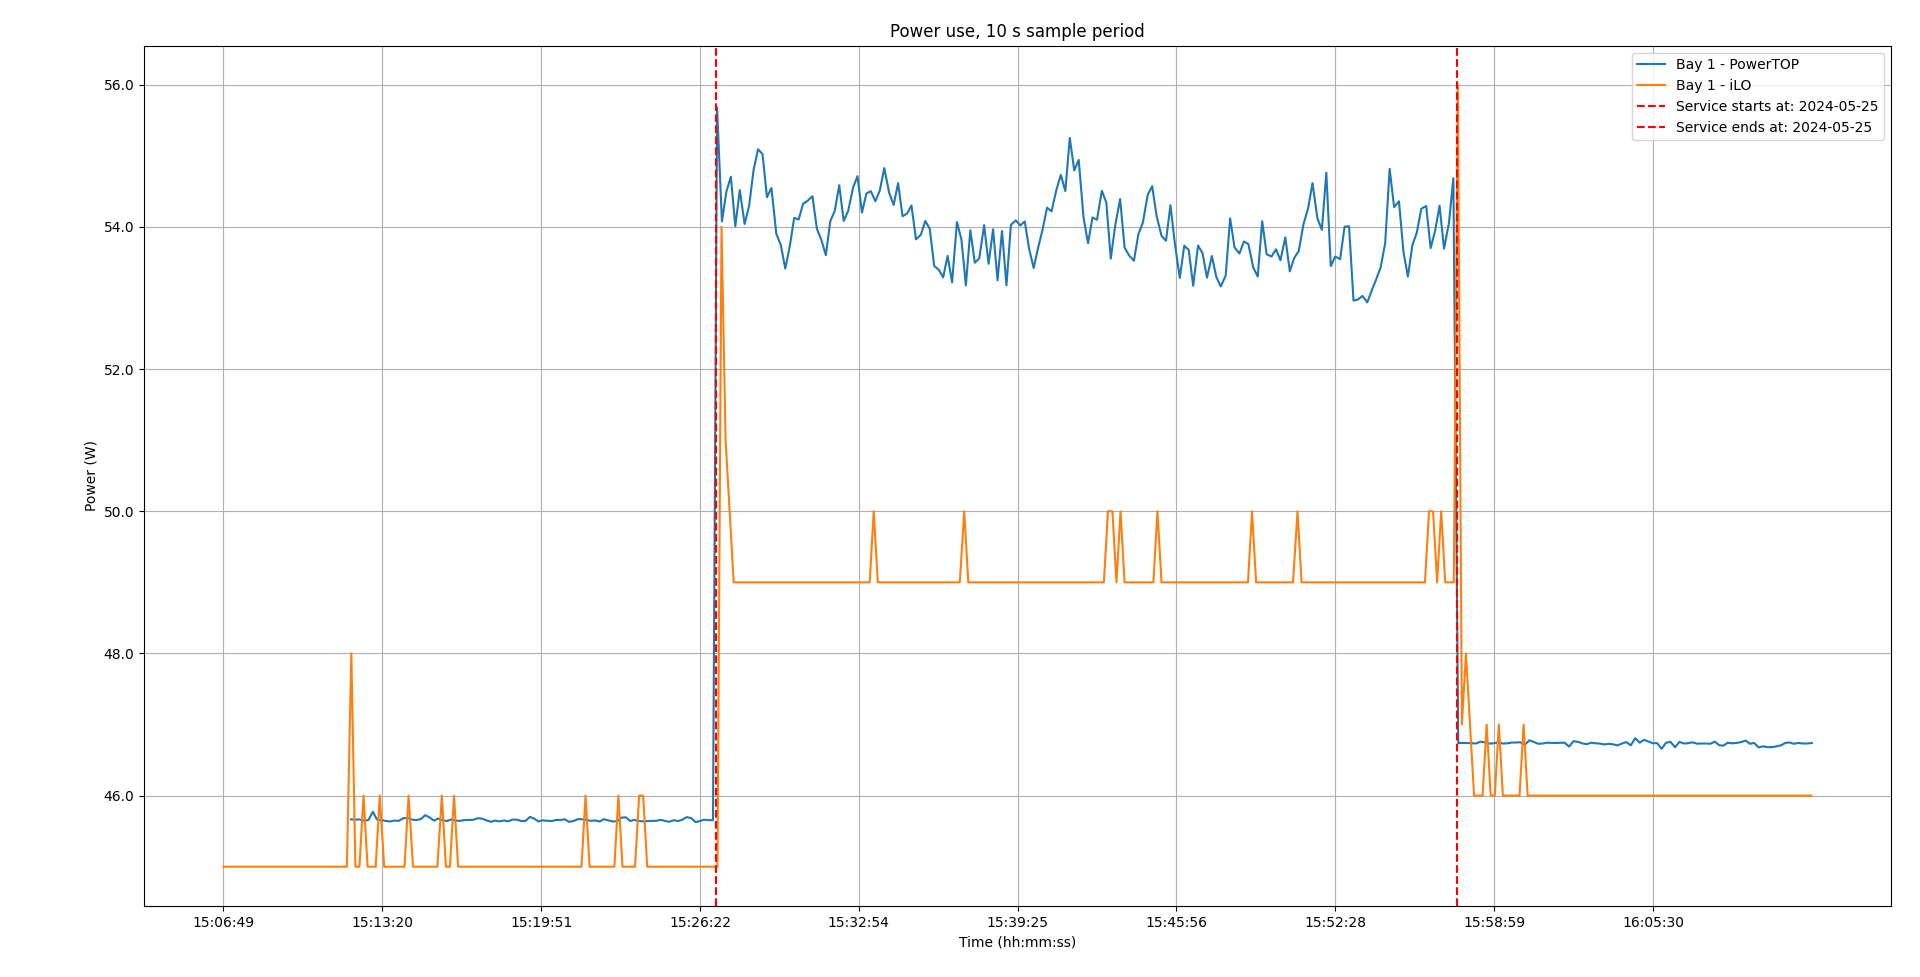 Power use, 10 s sample period
Bay 1 - PowerTOP
Bay 1 - iLO
Service starts at: 2024-05-25
Service ends at: 2024-05-25
56.0
54.0
52.0
50.0
48.0
46.0
Power (W)
15:06:49 15:13:20 15:19:51 15:26:22 15:32:54 15:39:25 15:45:56 15:52:28 15:58:59 16:05:30
Time (hh:mm:ss)